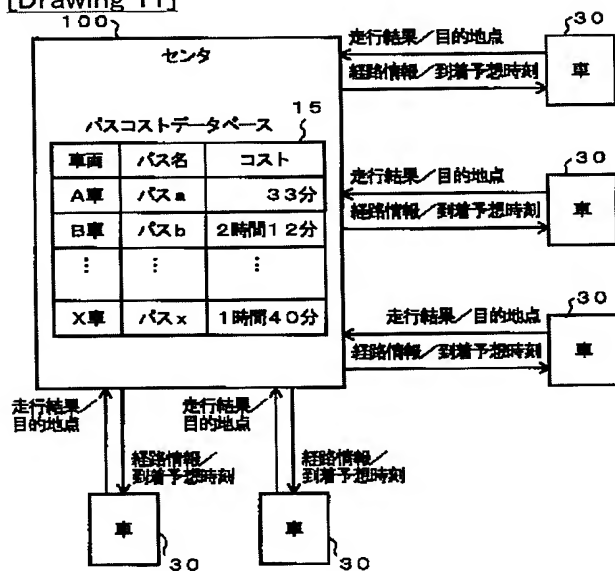 [Drawing 11]
100
センタ
パスコストデータベース
15
車両 パス名 コスト
A車 パスa 33分
B車 パスb 2時間12分
⋮ ⋮ ⋮
X車 パスx 1時間40分
走行結果/目的地点
経路情報/到着予想時刻
30
車
走行結果/目的地点
経路情報/到着予想時刻
30
車
走行結果/目的地点
経路情報/到着予想時刻
30
車
走行結果/
目的地点
経路情報/
到着予想時刻
車
30
走行結果/
目的地点
経路情報/
到着予想時刻
車
30